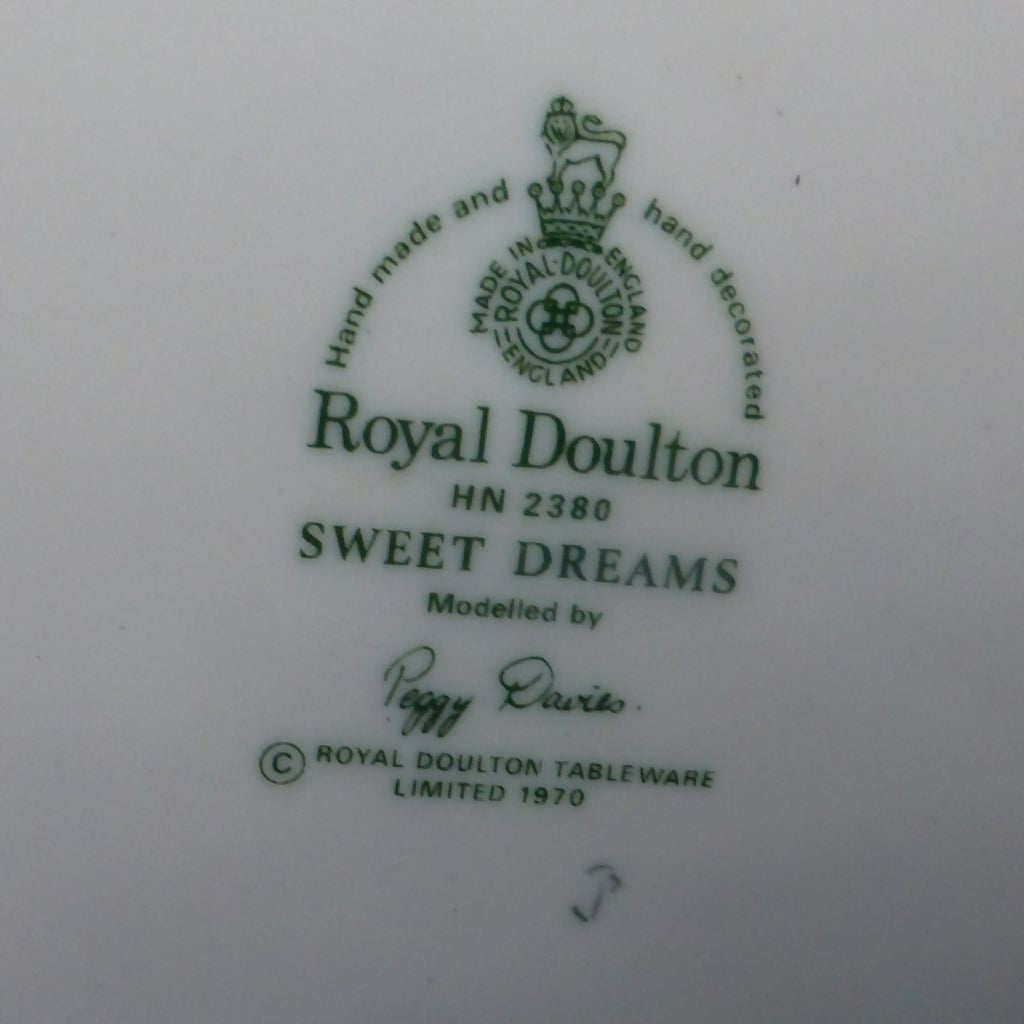 Hand made and hand decorated
MADE IN ENGLAND
ROYAL-DOULTON
ENGLAND
Royal Doulton
HN 2380
SWEET DREAMS
Modelled by
Peggy Davies.
© ROYAL DOULTON TABLEWARE
LIMITED 1970